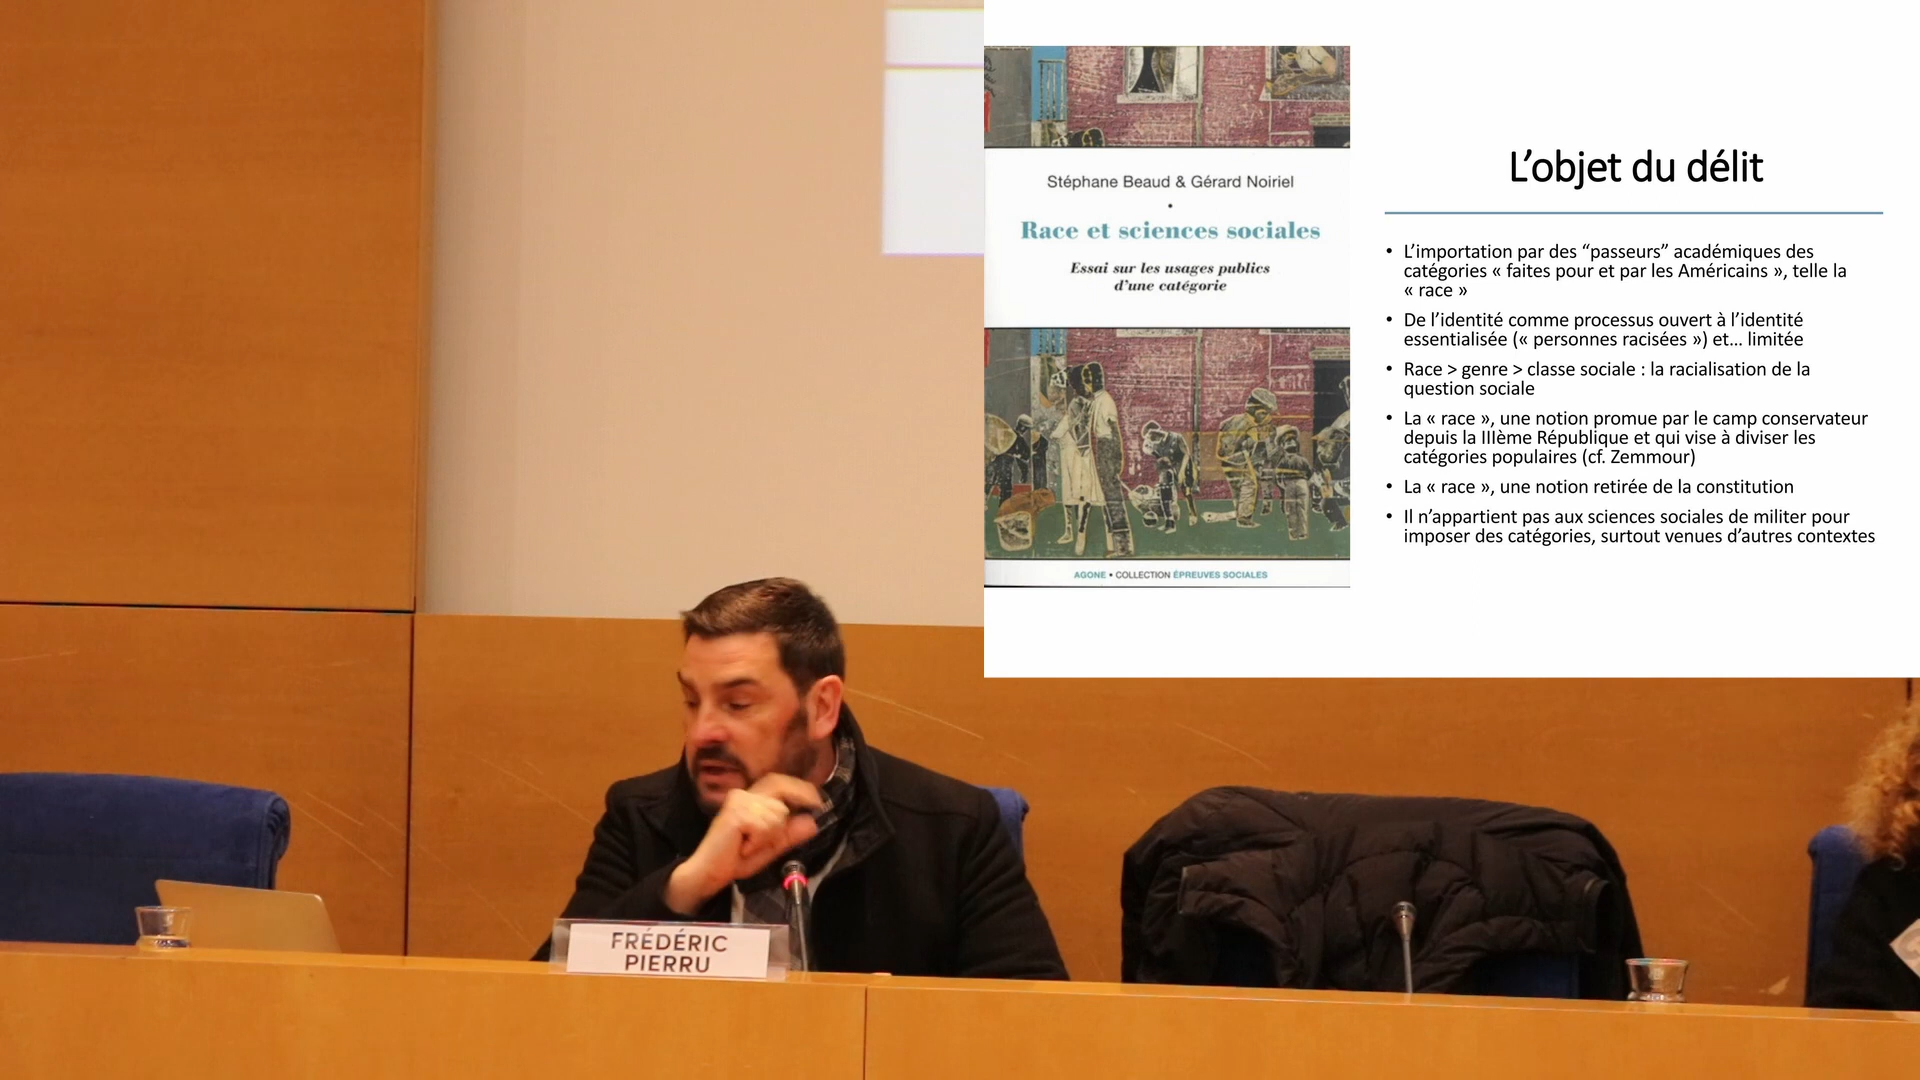 Stéphane Beaud & Gérard Noiriel
•
Race et sciences sociales
Essai sur les usages publics
d'une catégorie
AGONE • COLLECTION ÉPREUVES SOCIALES
L'objet du délit
• L'importation par des “passeurs” académiques des
catégories « faites pour et par les Américains », telle la
« race »
• De l'identité comme processus ouvert à l'identité
essentialisée (« personnes racisées ») et… limitée
• Race > genre > classe sociale : la racialisation de la
question sociale
• La « race », une notion promue par le camp conservateur
depuis la IIIème République et qui vise à diviser les
catégories populaires (cf. Zemmour)
• La « race », une notion retirée de la constitution
• Il n'appartient pas aux sciences sociales de militer pour
imposer des catégories, surtout venues d'autres contextes
FRÉDÉRIC
PIERRU